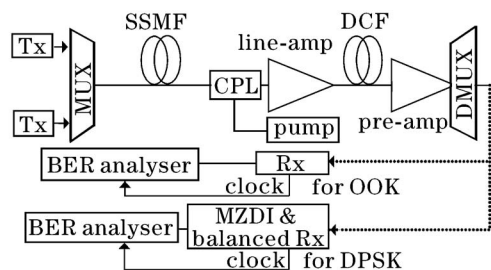 SSMF
DCF
line-amp
Tx
MUX
CPL
DMUX
Tx
pump
pre-amp
BER analyser
Rx
clock
for OOK
BER analyser
MZDI &
balanced Rx
clock
for DPSK